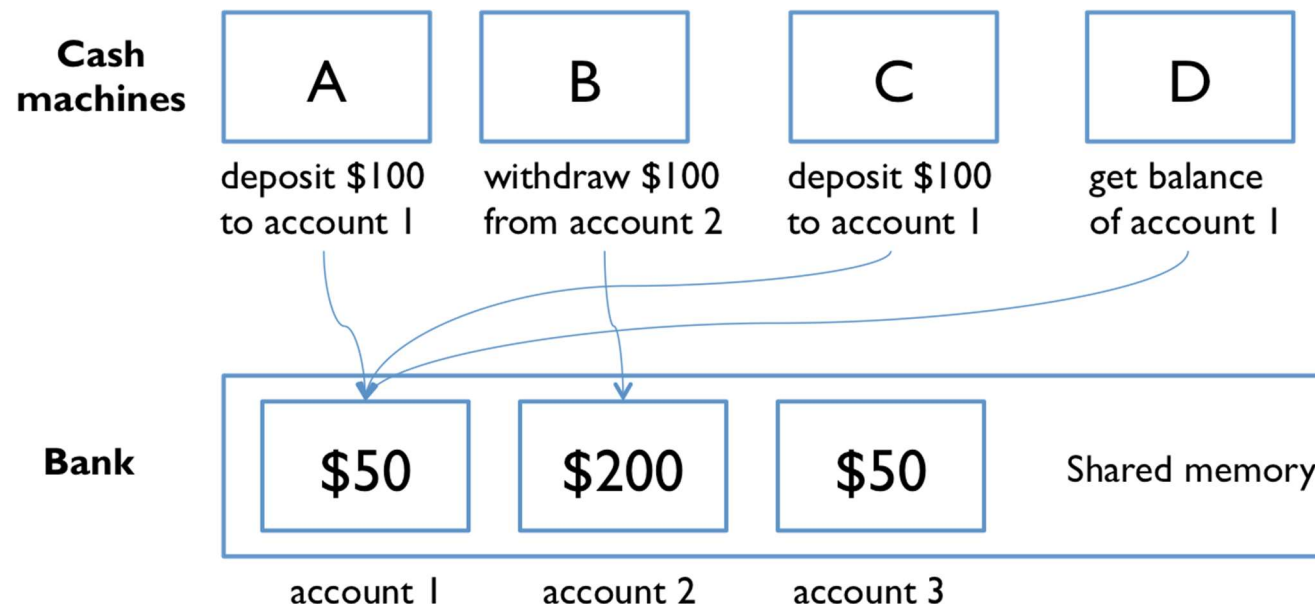 Cash
machines
A
B
C
D
deposit $100
to account 1
withdraw $100
from account 2
deposit $100
to account 1
get balance
of account 1
Bank
$50
$200
$50
Shared memory
account 1
account 2
account 3